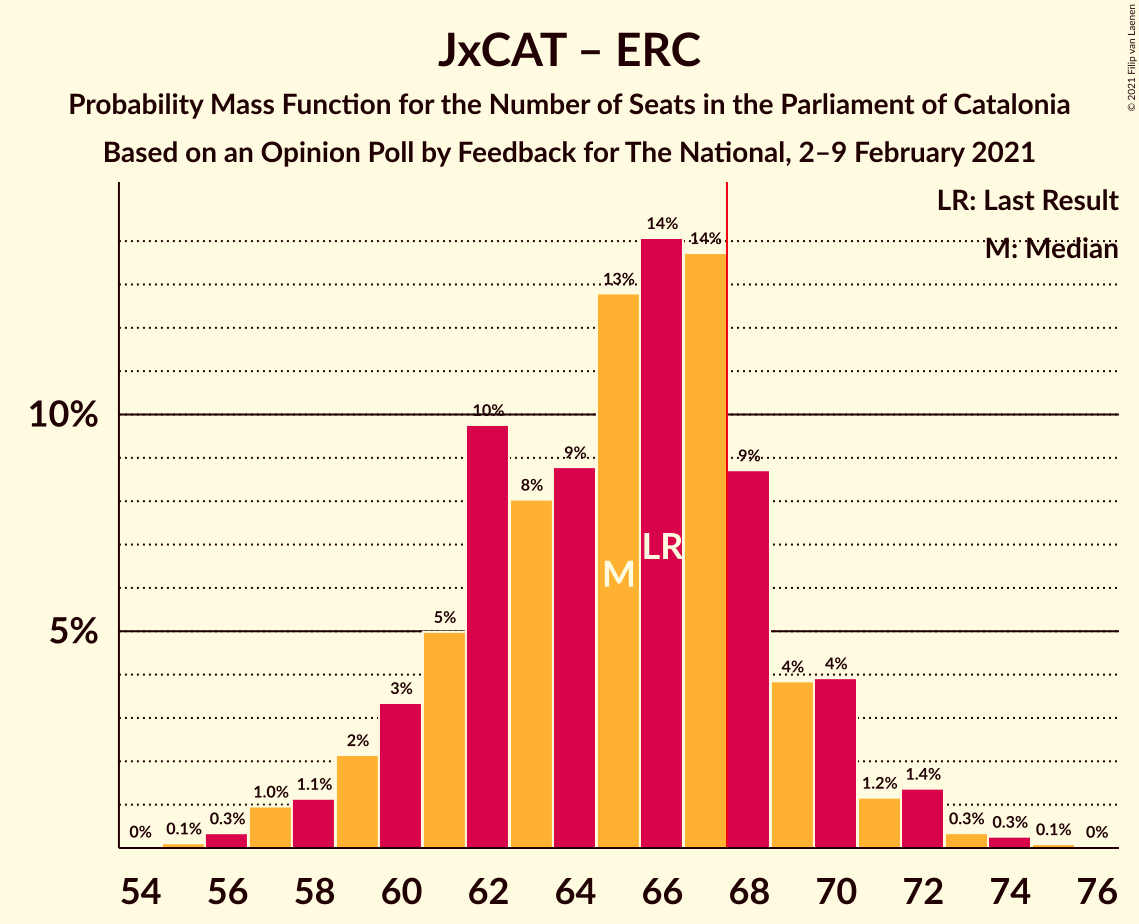 JxCAT – ERC
Probability Mass Function for the Number of Seats in the Parliament of Catalonia
Based on an Opinion Poll by Feedback for The National, 2–9 February 2021
© 2021 Filip van Laenen
LR: Last Result
M: Median
10%
5%
0%
0.1%
0.3%
1.0%
1.1%
2%
3%
5%
10%
8%
9%
13%
14%
14%
9%
4%
4%
1.2%
1.4%
0.3%
0.3%
0.1%
0%
M
LR
54 56 58 60 62 64 66 68 70 72 74 76